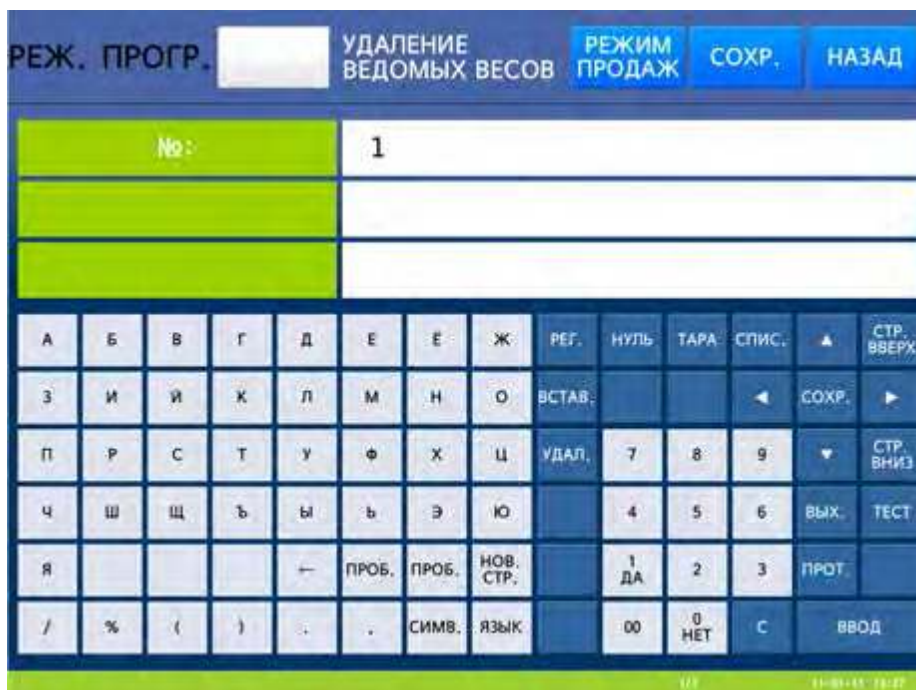 РЕЖ. ПРОГР. УДАЛЕНИЕ ВЕДОМЫХ ВЕСОВ РЕЖИМ ПРОДАЖ СОХР. НАЗАД
№: 1
А Б В Г Д Е Ё Ж РЕГ. НУЛЬ ТАРА СПИС. ▲ СТР. ВВЕРХ
З И Й К Л М Н О ВСТАВ. ◀ СОХР. ▶
П Р С Т У Ф Х Ц УДАЛ. 7 8 9 ▼ СТР. ВНИЗ
Ч Ш Щ Ъ Ы Ь Э Ю 4 5 6 ВЫХ. ТЕСТ
Я ← ПРОБ. ПРОБ. НОВ. СТР. 1 ДА 2 3 ПРОТ.
/ % ( ) . . СИМВ. ЯЗЫК 00 0 НЕТ С ВВОД